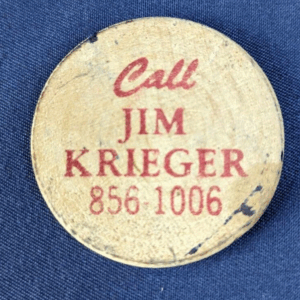 Call
JIM
KRIEGER
856-1006